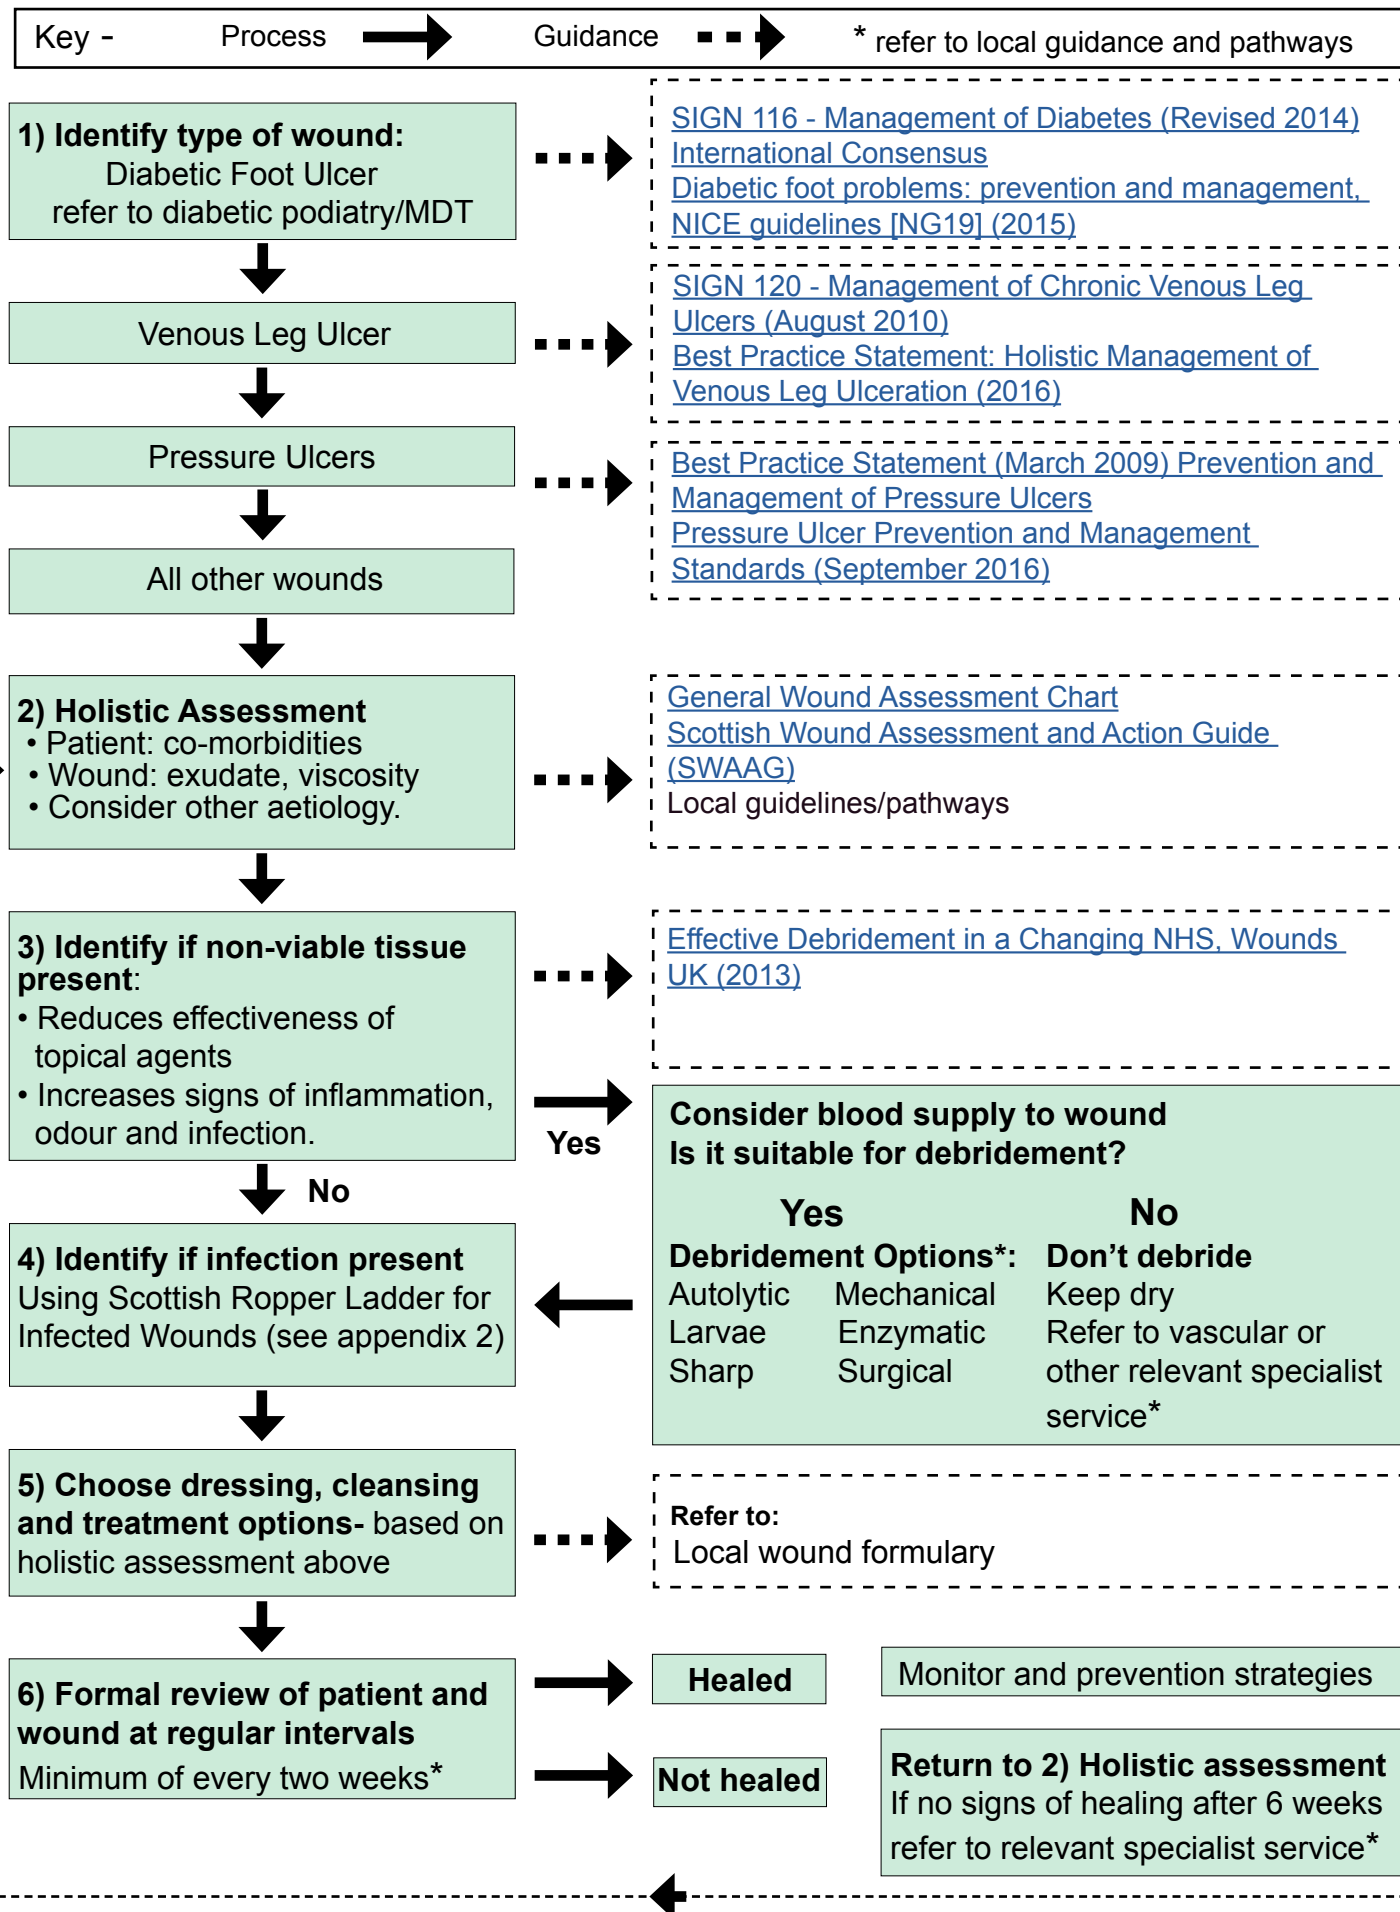 Key - Process Guidance * refer to local guidance and pathways
1) Identify type of wound:
Diabetic Foot Ulcer
refer to diabetic podiatry/MDT
SIGN 116 - Management of Diabetes (Revised 2014)
International Consensus
Diabetic foot problems: prevention and management,
NICE guidelines [NG19] (2015)
Venous Leg Ulcer
SIGN 120 - Management of Chronic Venous Leg
Ulcers (August 2010)
Best Practice Statement: Holistic Management of
Venous Leg Ulceration (2016)
Pressure Ulcers
Best Practice Statement (March 2009) Prevention and
Management of Pressure Ulcers
Pressure Ulcer Prevention and Management
Standards (September 2016)
All other wounds
2) Holistic Assessment
• Patient: co-morbidities
• Wound: exudate, viscosity
• Consider other aetiology.
General Wound Assessment Chart
Scottish Wound Assessment and Action Guide
(SWAAG)
Local guidelines/pathways
3) Identify if non-viable tissue
present:
• Reduces effectiveness of
topical agents
• Increases signs of inflammation,
odour and infection.
Effective Debridement in a Changing NHS, Wounds
UK (2013)
Yes
No
Consider blood supply to wound
Is it suitable for debridement?
Yes
Debridement Options*:
Autolytic Mechanical
Larvae Enzymatic
Sharp Surgical
No
Don't debride
Keep dry
Refer to vascular or
other relevant specialist
service*
4) Identify if infection present
Using Scottish Ropper Ladder for
Infected Wounds (see appendix 2)
5) Choose dressing, cleansing
and treatment options- based on
holistic assessment above
Refer to:
Local wound formulary
6) Formal review of patient and
wound at regular intervals
Minimum of every two weeks*
Healed
Monitor and prevention strategies
Not healed
Return to 2) Holistic assessment
If no signs of healing after 6 weeks
refer to relevant specialist service*